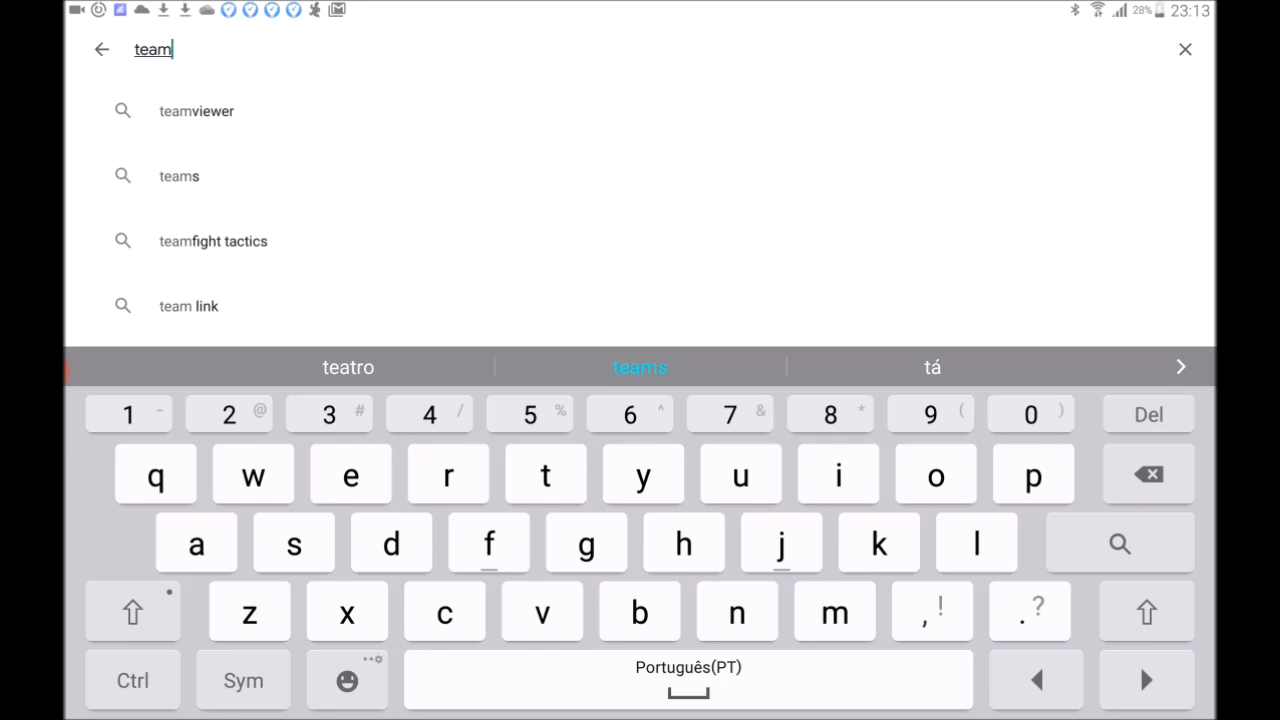 28% 23:13
team
teamviewer
teams
teamfight tactics
team link
teatro teams tá
1 - 2 @ 3 # 4 / 5 % 6 ^ 7 & 8 * 9 ( 0 ) Del
q w e r t y u i o p
a s d f g h j k l
z x c v b n m , ! . ?
Ctrl Sym Português(PT)